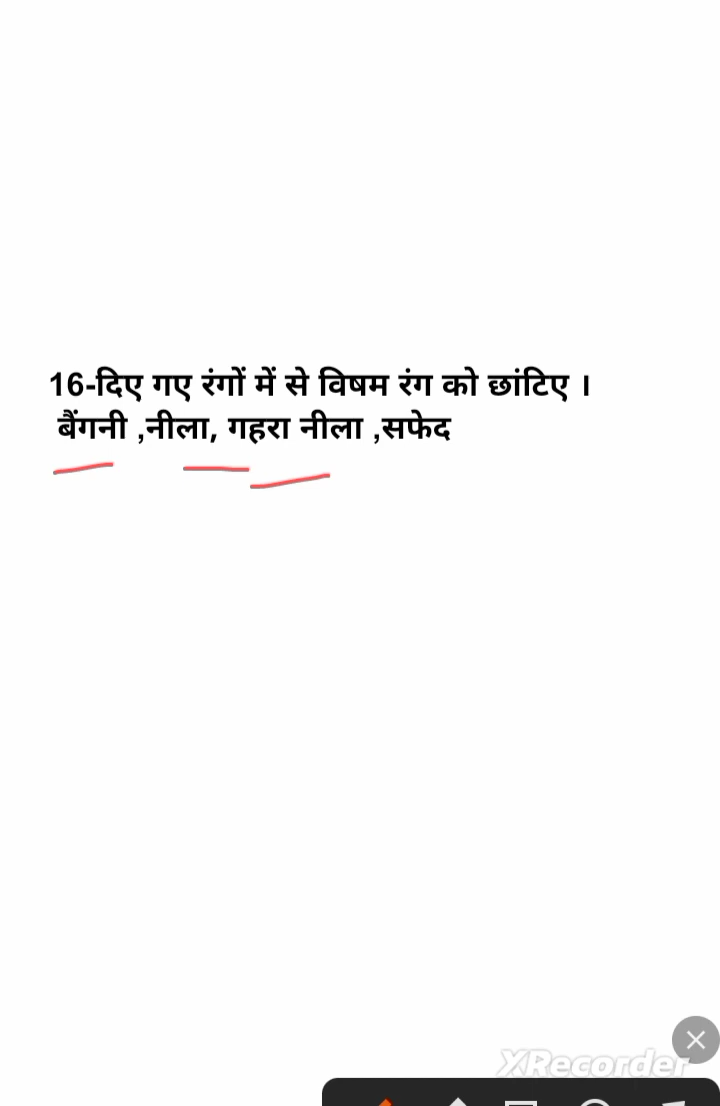 16-दिए गए रंगों में से विषम रंग को छांटिए ।
बैंगनी ,नीला, गहरा नीला ,सफेद
XRecorder